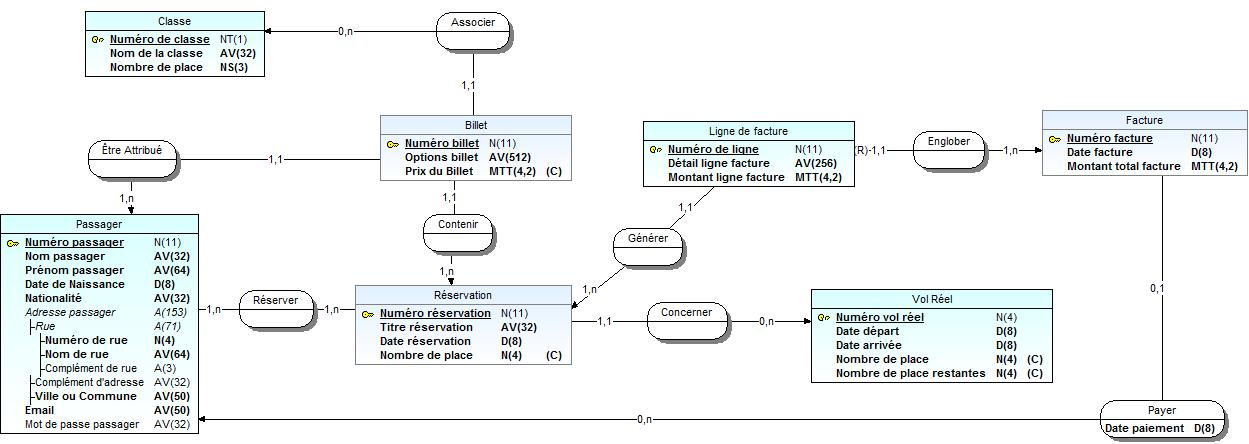 Classe
Numéro de classe NT(1)
Nom de la classe AV(32)
Nombre de place NS(3)
0,n
Associer
1,1
Billet
Numéro billet N(11)
Options billet AV(512)
Prix du Billet MTT(4,2) (C)
Être Attribué
1,1
1,n
1,1
Contenir
1,n
Ligne de facture
Numéro de ligne N(11)
Détail ligne facture AV(256)
Montant ligne facture MTT(4,2)
(R)-1,1
Englober
1,n
Facture
Numéro facture N(11)
Date facture D(8)
Montant total facture MTT(4,2)
1,1
Générer
1,n
0,1
Passager
Numéro passager N(11)
Nom passager AV(32)
Prénom passager AV(64)
Date de Naissance D(8)
Nationalité AV(32)
Adresse passager A(153)
Rue A(71)
Numéro de rue N(4)
Nom de rue AV(64)
Complément de rue A(3)
Complément d'adresse AV(32)
Ville ou Commune AV(50)
Email AV(50)
Mot de passe passager AV(32)
1,n
Réserver
1,n
Réservation
Numéro réservation N(11)
Titre réservation AV(32)
Date réservation D(8)
Nombre de place N(4) (C)
1,1
Concerner
0,n
Vol Réel
Numéro vol réel N(4)
Date départ D(8)
Date arrivée D(8)
Nombre de place N(4) (C)
Nombre de place restantes N(4) (C)
0,n
Payer
Date paiement D(8)